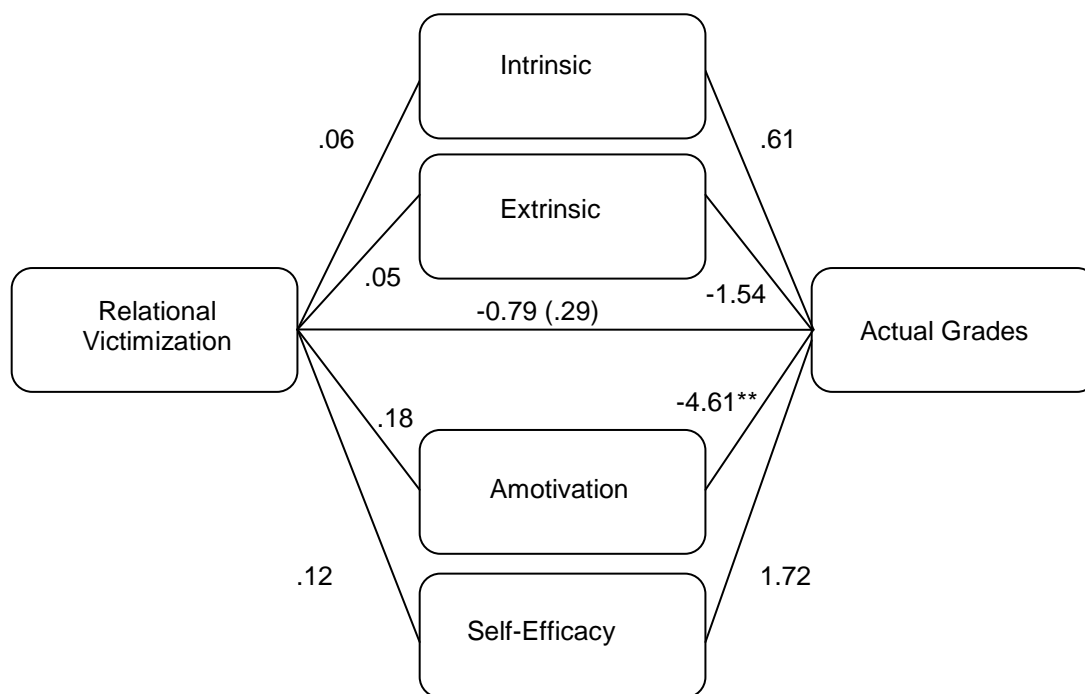 Intrinsic
.06
.61
Extrinsic
.05
-1.54
-0.79 (.29)
Relational
Victimization
Actual Grades
.18
-4.61**
Amotivation
.12
1.72
Self-Efficacy